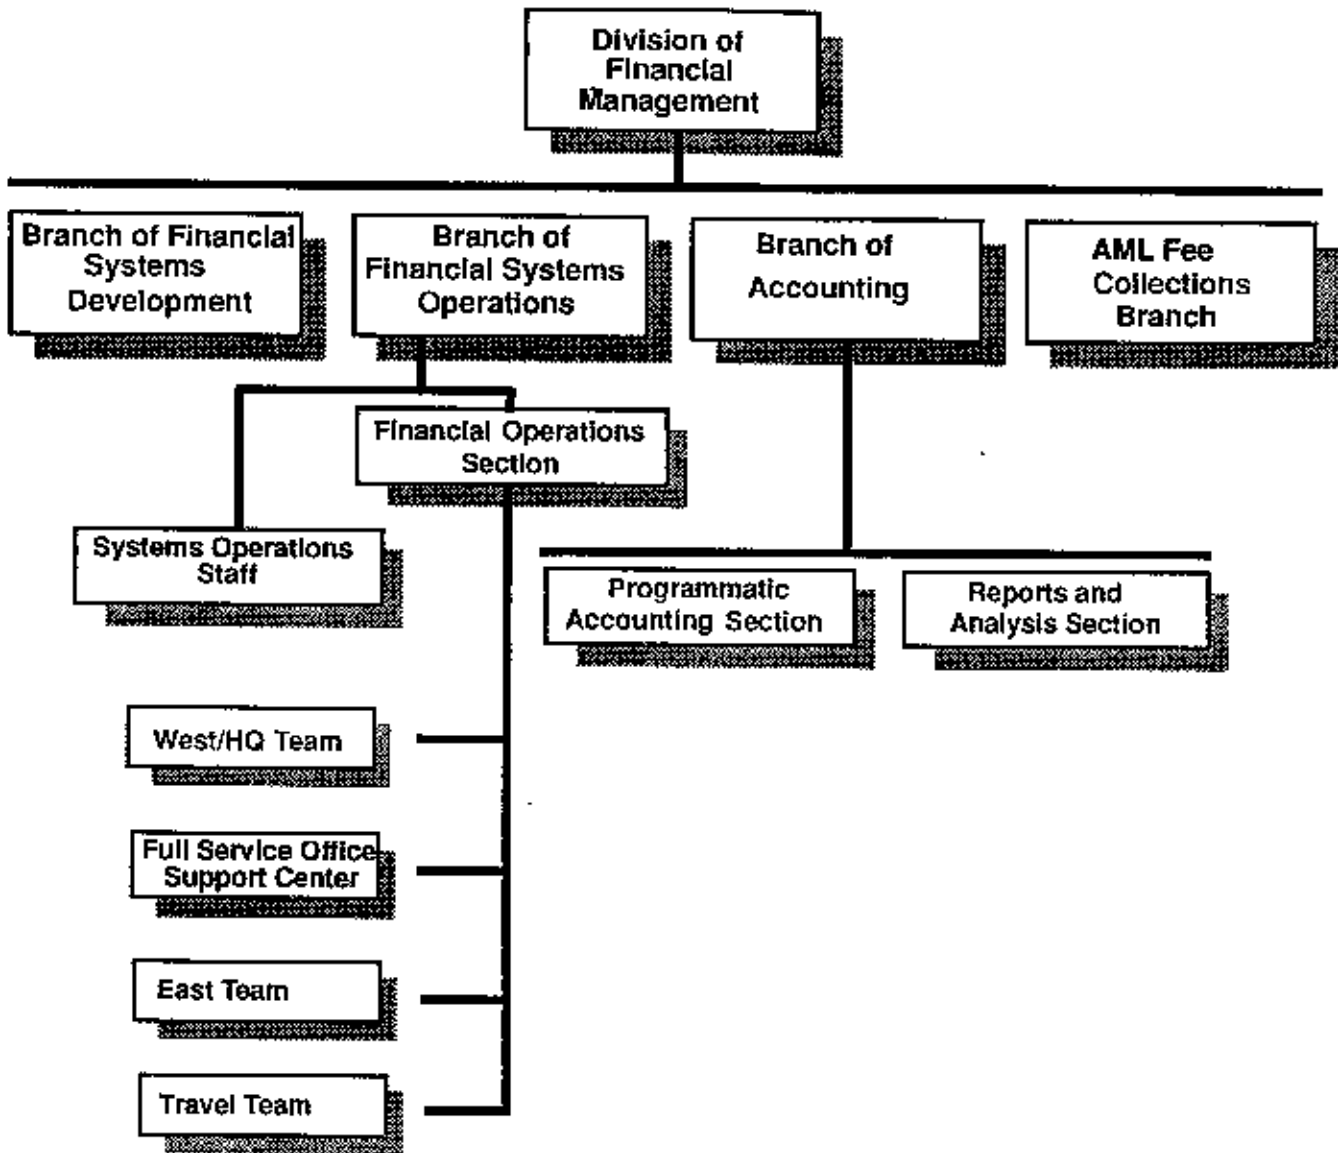 Division of
Financial
Management
Branch of Financial
Systems
Development
Branch of
Financial Systems
Operations
Branch of
Accounting
AML Fee
Collections
Branch
Financial Operations
Section
Systems Operations
Staff
Programmatic
Accounting Section
Reports and
Analysis Section
West/HQ Team
Full Service Office
Support Center
East Team
Travel Team